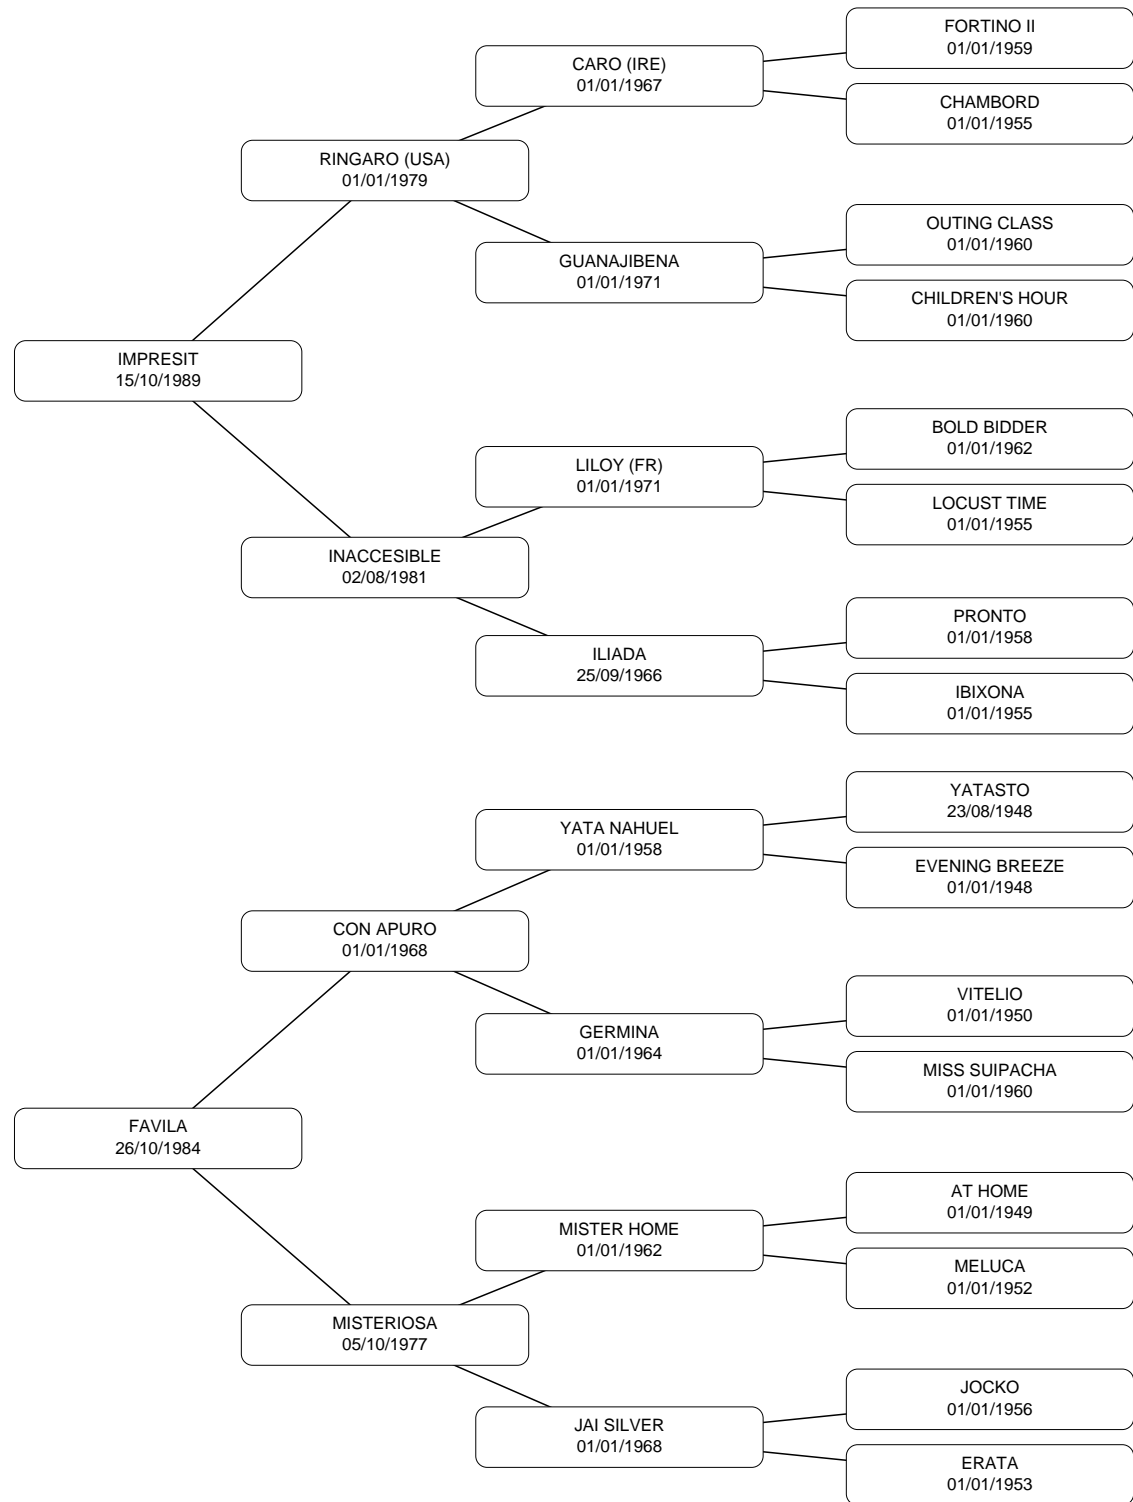 FORTINO II
01/01/1959
CARO (IRE)
01/01/1967
CHAMBORD
01/01/1955
RINGARO (USA)
01/01/1979
OUTING CLASS
01/01/1960
GUANAJIBENA
01/01/1971
CHILDREN'S HOUR
01/01/1960
IMPRESIT
15/10/1989
BOLD BIDDER
01/01/1962
LILOY (FR)
01/01/1971
LOCUST TIME
01/01/1955
INACCESIBLE
02/08/1981
PRONTO
01/01/1958
ILIADA
25/09/1966
IBIXONA
01/01/1955
YATASTO
23/08/1948
YATA NAHUEL
01/01/1958
EVENING BREEZE
01/01/1948
CON APURO
01/01/1968
VITELIO
01/01/1950
GERMINA
01/01/1964
MISS SUIPACHA
01/01/1960
FAVILA
26/10/1984
AT HOME
01/01/1949
MISTER HOME
01/01/1962
MELUCA
01/01/1952
MISTERIOSA
05/10/1977
JOCKO
01/01/1956
JAI SILVER
01/01/1968
ERATA
01/01/1953